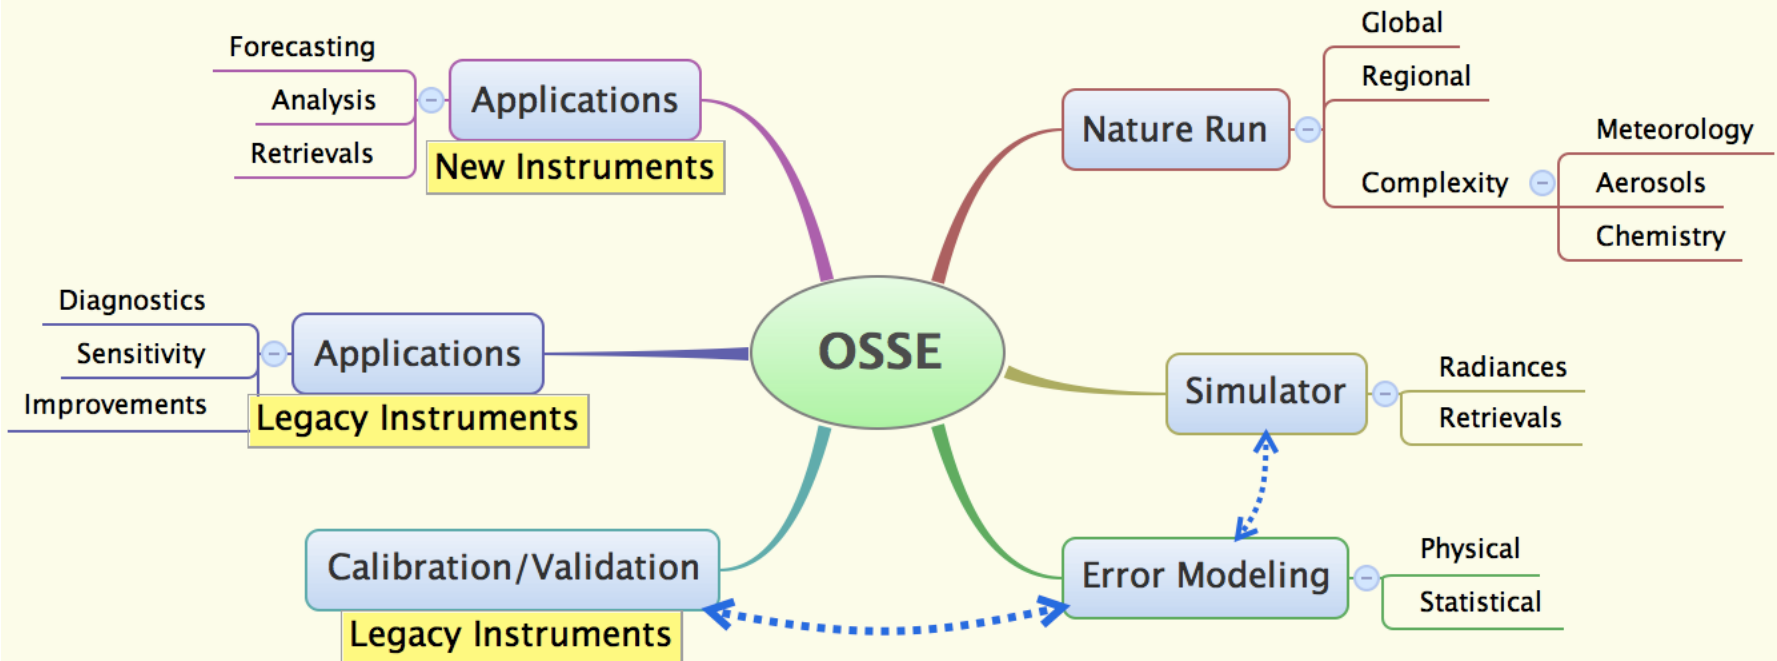 Forecasting
Analysis
Retrievals
Applications
New Instruments
Diagnostics
Sensitivity
Improvements
Applications
Legacy Instruments
Calibration/Validation
Legacy Instruments
OSSE
Nature Run
Global
Regional
Complexity
Meteorology
Aerosols
Chemistry
Simulator
Radiances
Retrievals
Error Modeling
Physical
Statistical